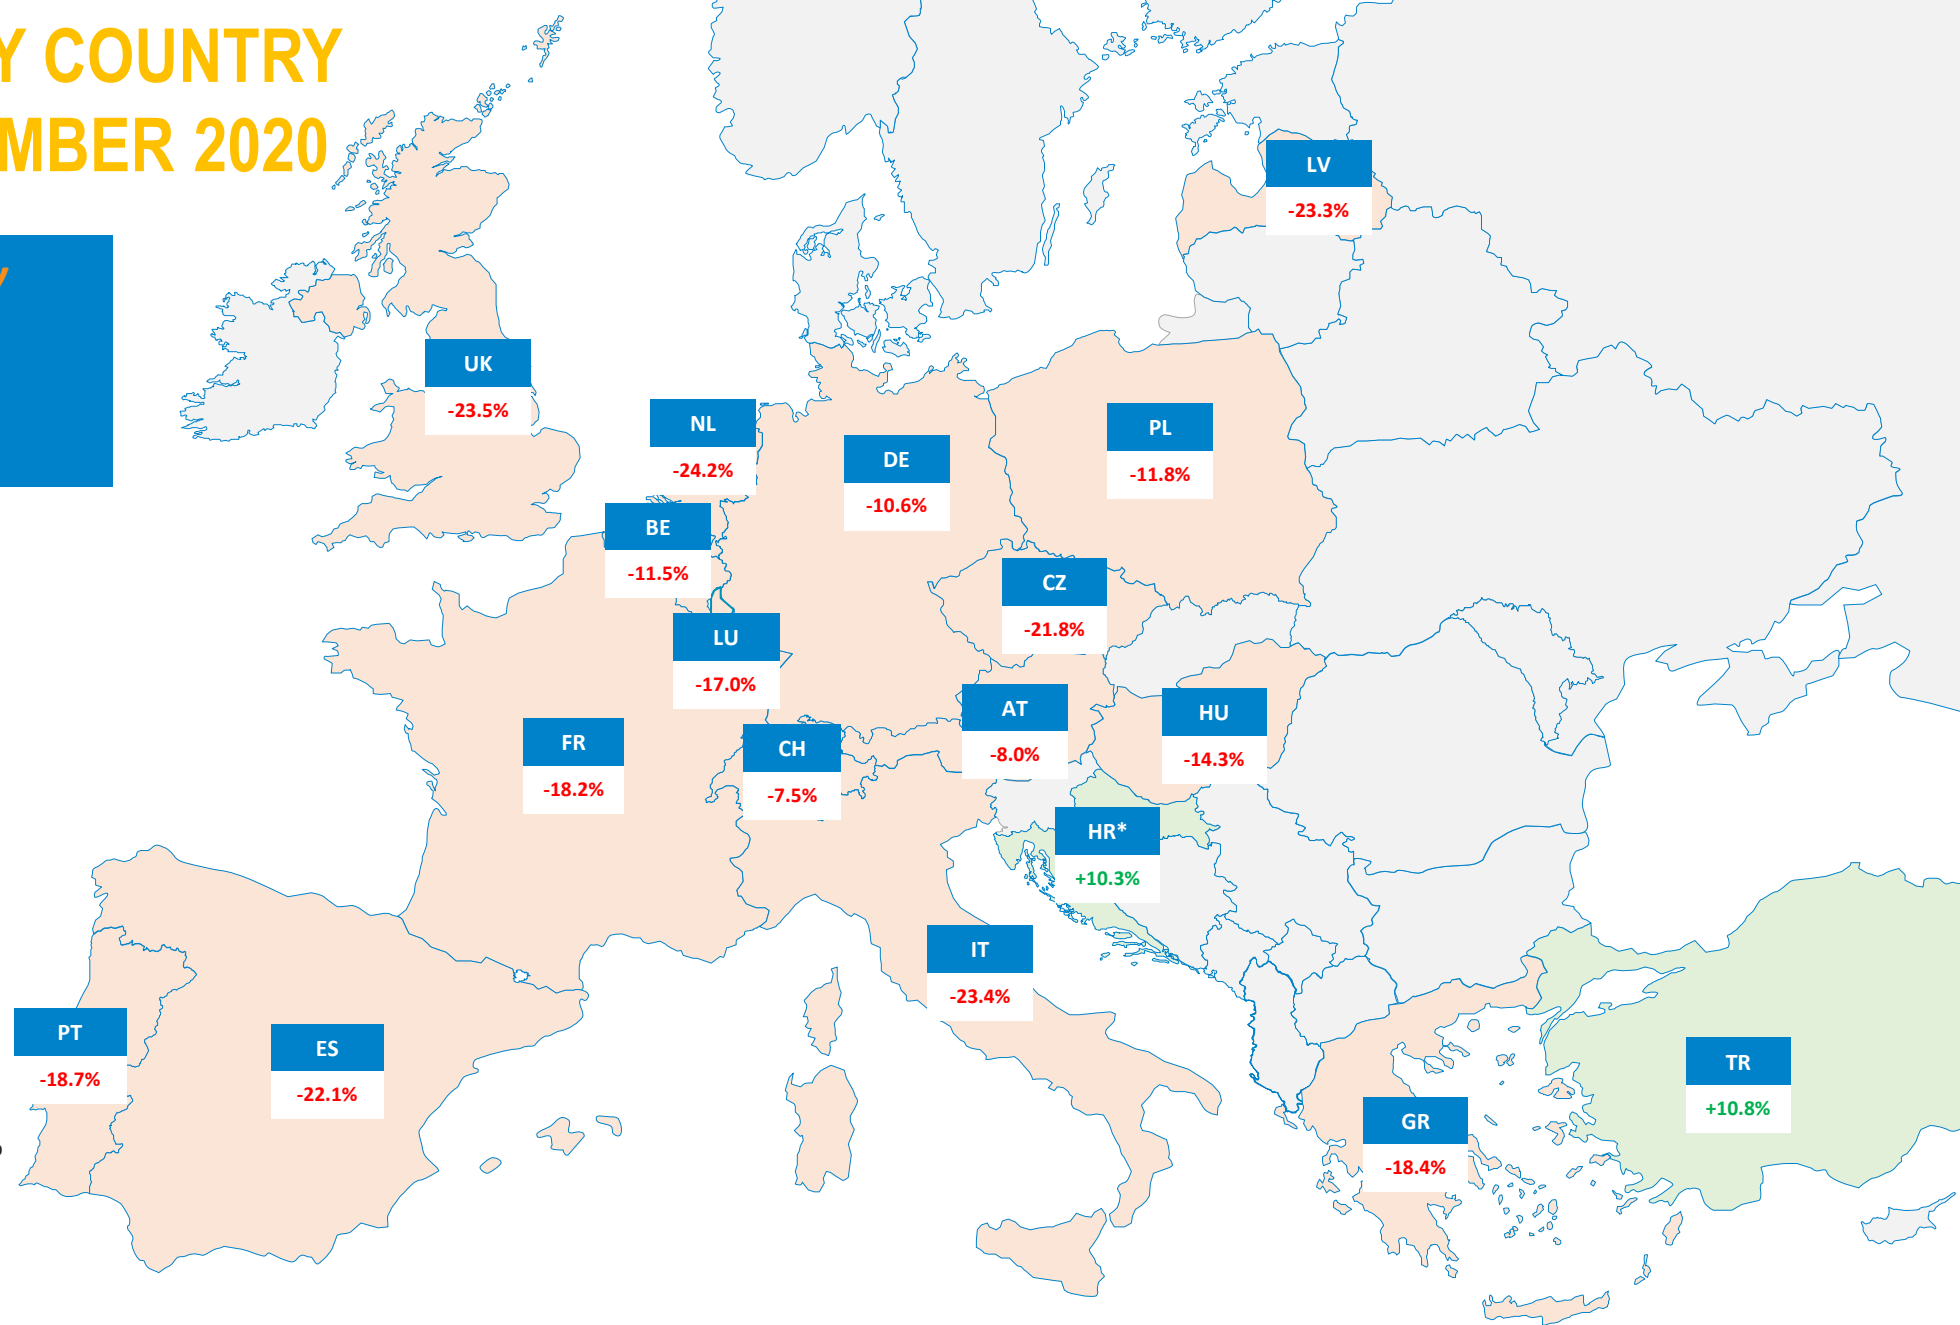 Y COUNTRY
MBER 2020
LV
-23.3%
UK
-23.5%
NL
-24.2%
PL
-11.8%
DE
-10.6%
BE
-11.5%
CZ
-21.8%
LU
-17.0%
AT
-8.0%
HU
-14.3%
FR
-18.2%
CH
-7.5%
HR*
+10.3%
IT
-23.4%
PT
-18.7%
ES
-22.1%
TR
+10.8%
GR
-18.4%